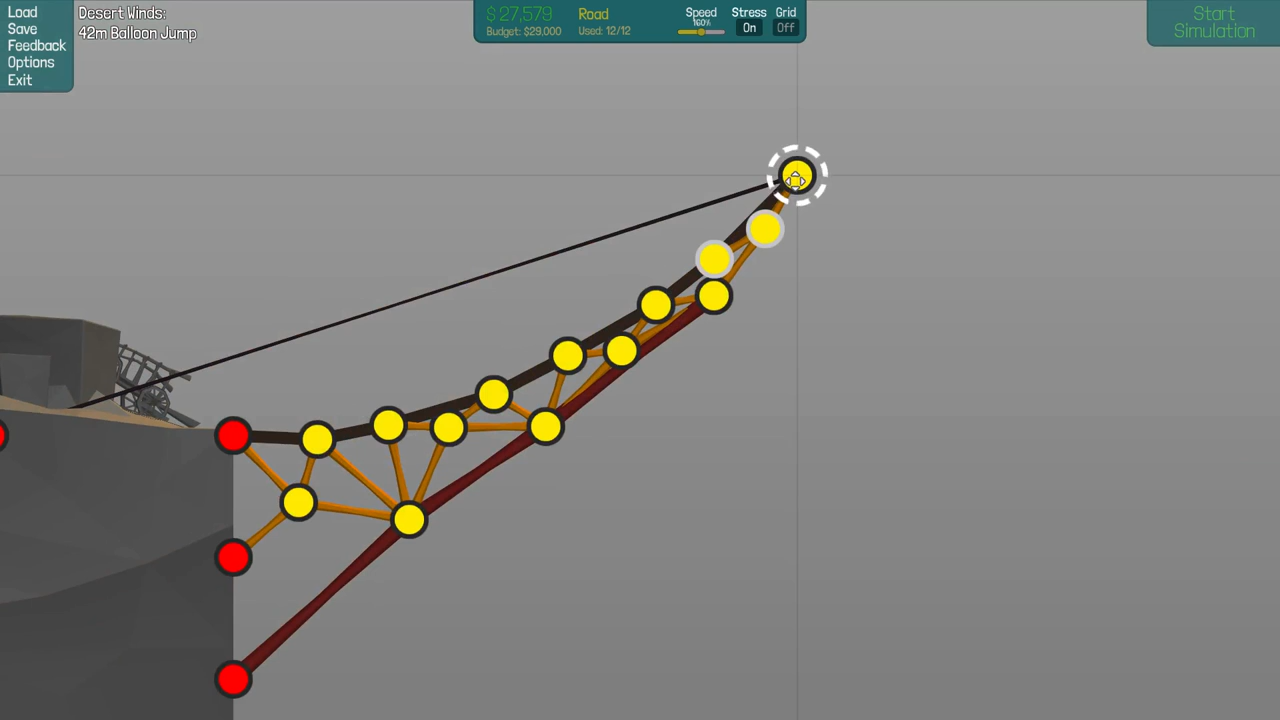 Load
Save
Feedback
Options
Exit
Desert Winds:
42m Balloon Jump
$ 27,579
Budget: $29,000
Road
Used: 12/12
Speed
160%
Stress
On
Grid
Off
Start
Simulation